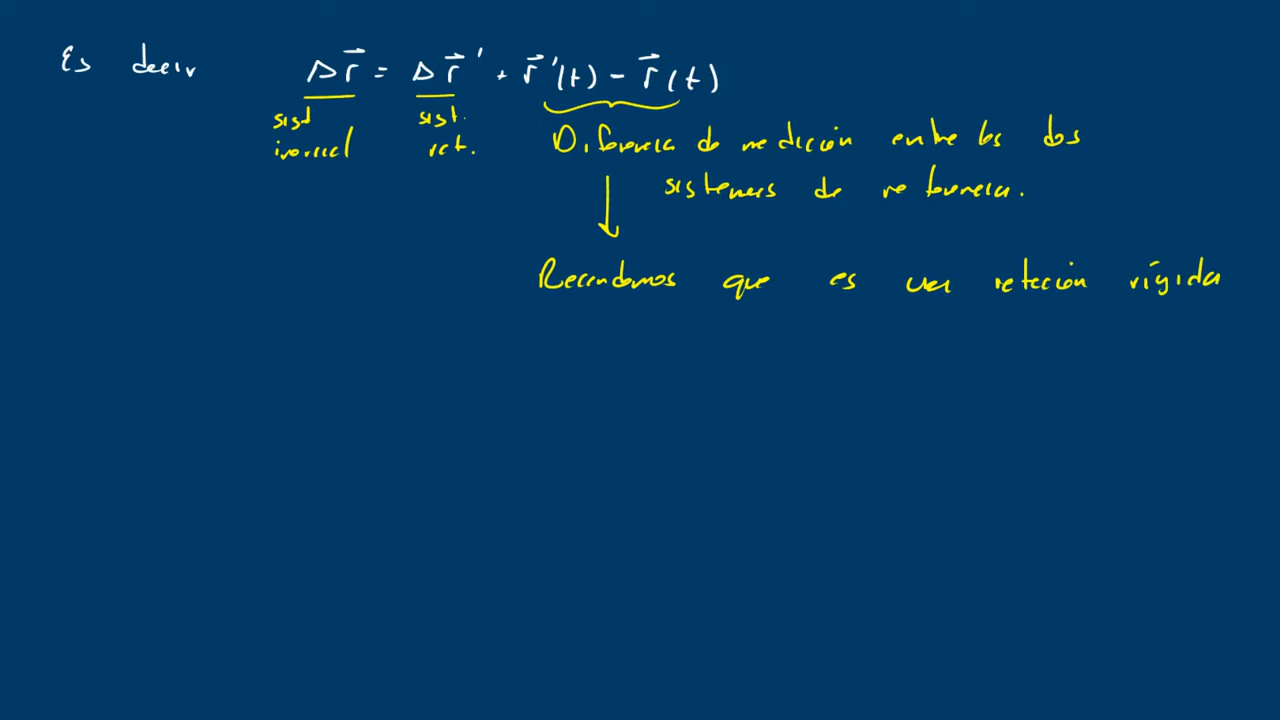 Es decir Δr⃗ = Δr⃗' + r⃗'(t) - r⃗(t)
sist sist.
inercial rot.
Diferencia de medición entre los dos
sistemas de referencia.
Recordamos que es una rotación rígida